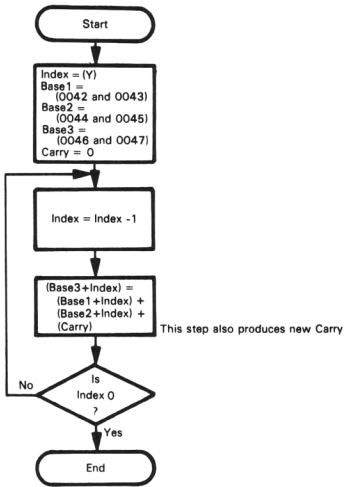 Start
Index = (Y)
Base1 =
(0042 and 0043)
Base2 =
(0044 and 0045)
Base3 =
(0046 and 0047)
Carry = 0
Index = Index -1
(Base3+Index) =
(Base1+Index) +
(Base2+Index) +
(Carry)
This step also produces new Carry
Is
Index 0
?
No
Yes
End